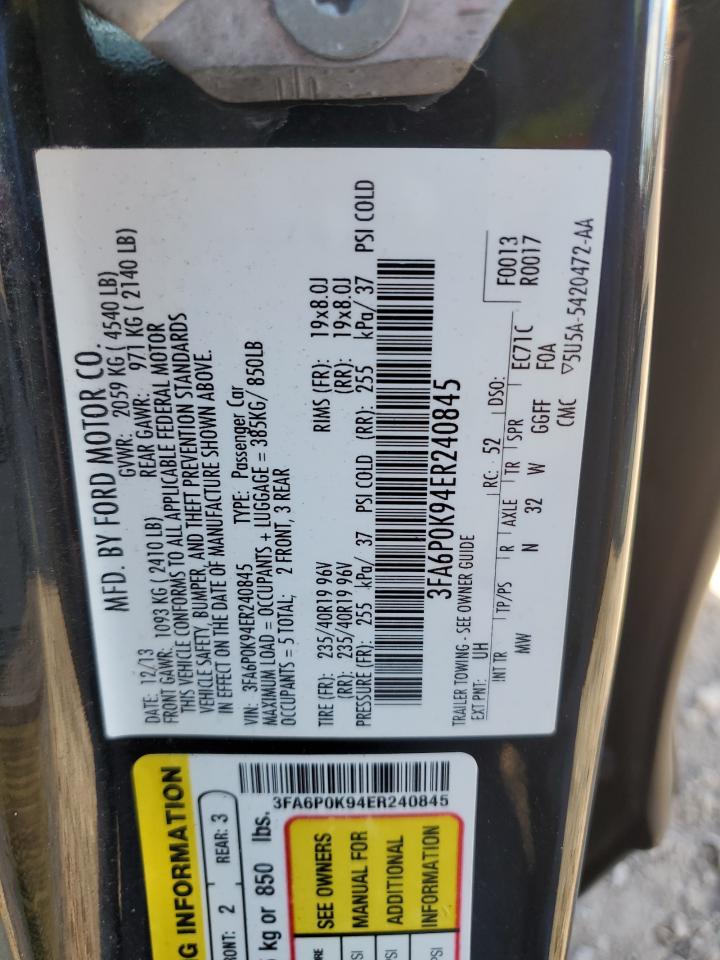 MFD. BY FORD MOTOR CO.
DATE: 12/13 GVWR: 2059 KG ( 4540 LB)
FRONT GAWR: 1093 KG ( 2410 LB) REAR GAWR: 971 KG ( 2140 LB)
THIS VEHICLE CONFORMS TO ALL APPLICABLE FEDERAL MOTOR
VEHICLE SAFETY, BUMPER, AND THEFT PREVENTION STANDARDS
IN EFFECT ON THE DATE OF MANUFACTURE SHOWN ABOVE.
VIN: 3FA6P0K94ER240845 TYPE: Passenger Car
MAXIMUM LOAD = OCCUPANTS + LUGGAGE = 385KG/ 850LB
OCCUPANTS = 5 TOTAL; 2 FRONT, 3 REAR
TIRE (FR): 235/40R19 96V RIMS (FR): 19x8.0J
(RR): 235/40R19 96V (RR): 19x8.0J
PRESSURE (FR): 255 kPa/ 37 PSI COLD (RR): 255 kPa/ 37 PSI COLD
3FA6P0K94ER240845
TRAILER TOWING - SEE OWNER GUIDE
EXT PNT: UH RC: 52 DSO: F0013
R0017
INT TR TP/PS R AXLE TR SPR EC71C
MW N 32 W GGFF F0A
CMC ▽5U5A-5420472-AA
G INFORMATION
3FA6P0K94ER240845
RONT: 2 REAR: 3
kg or 850 lbs.
SEE OWNERS
MANUAL FOR
ADDITIONAL
INFORMATION